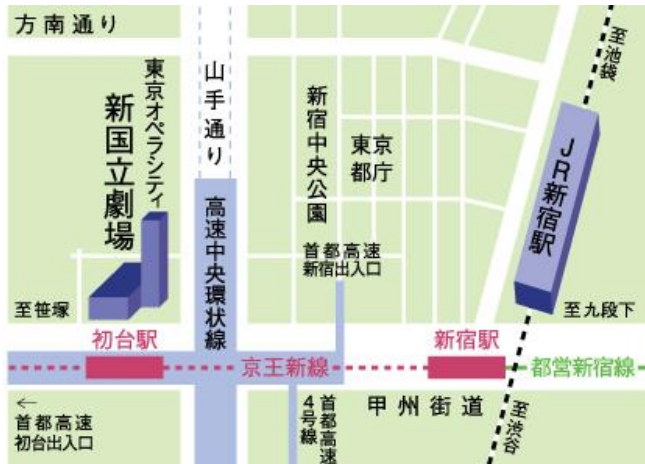 方南通り
東京オペラシティ
新国立劇場
山手通り
高速中央環状線
新宿中央公園
東京
都庁
首都高速
新宿出入口
至池袋
JR新宿駅
至笹塚
至九段下
初台駅
京王新線
新宿駅
都営新宿線
←
首都高速
初台出入口
首都高速
4号線
甲州街道
至渋谷